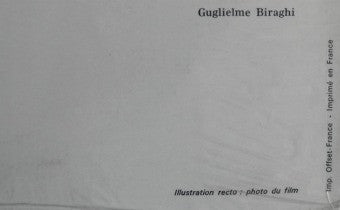 Guglielme Biraghi
Illustration recto : photo du film
Imp. Offset-France - Imprimé en France